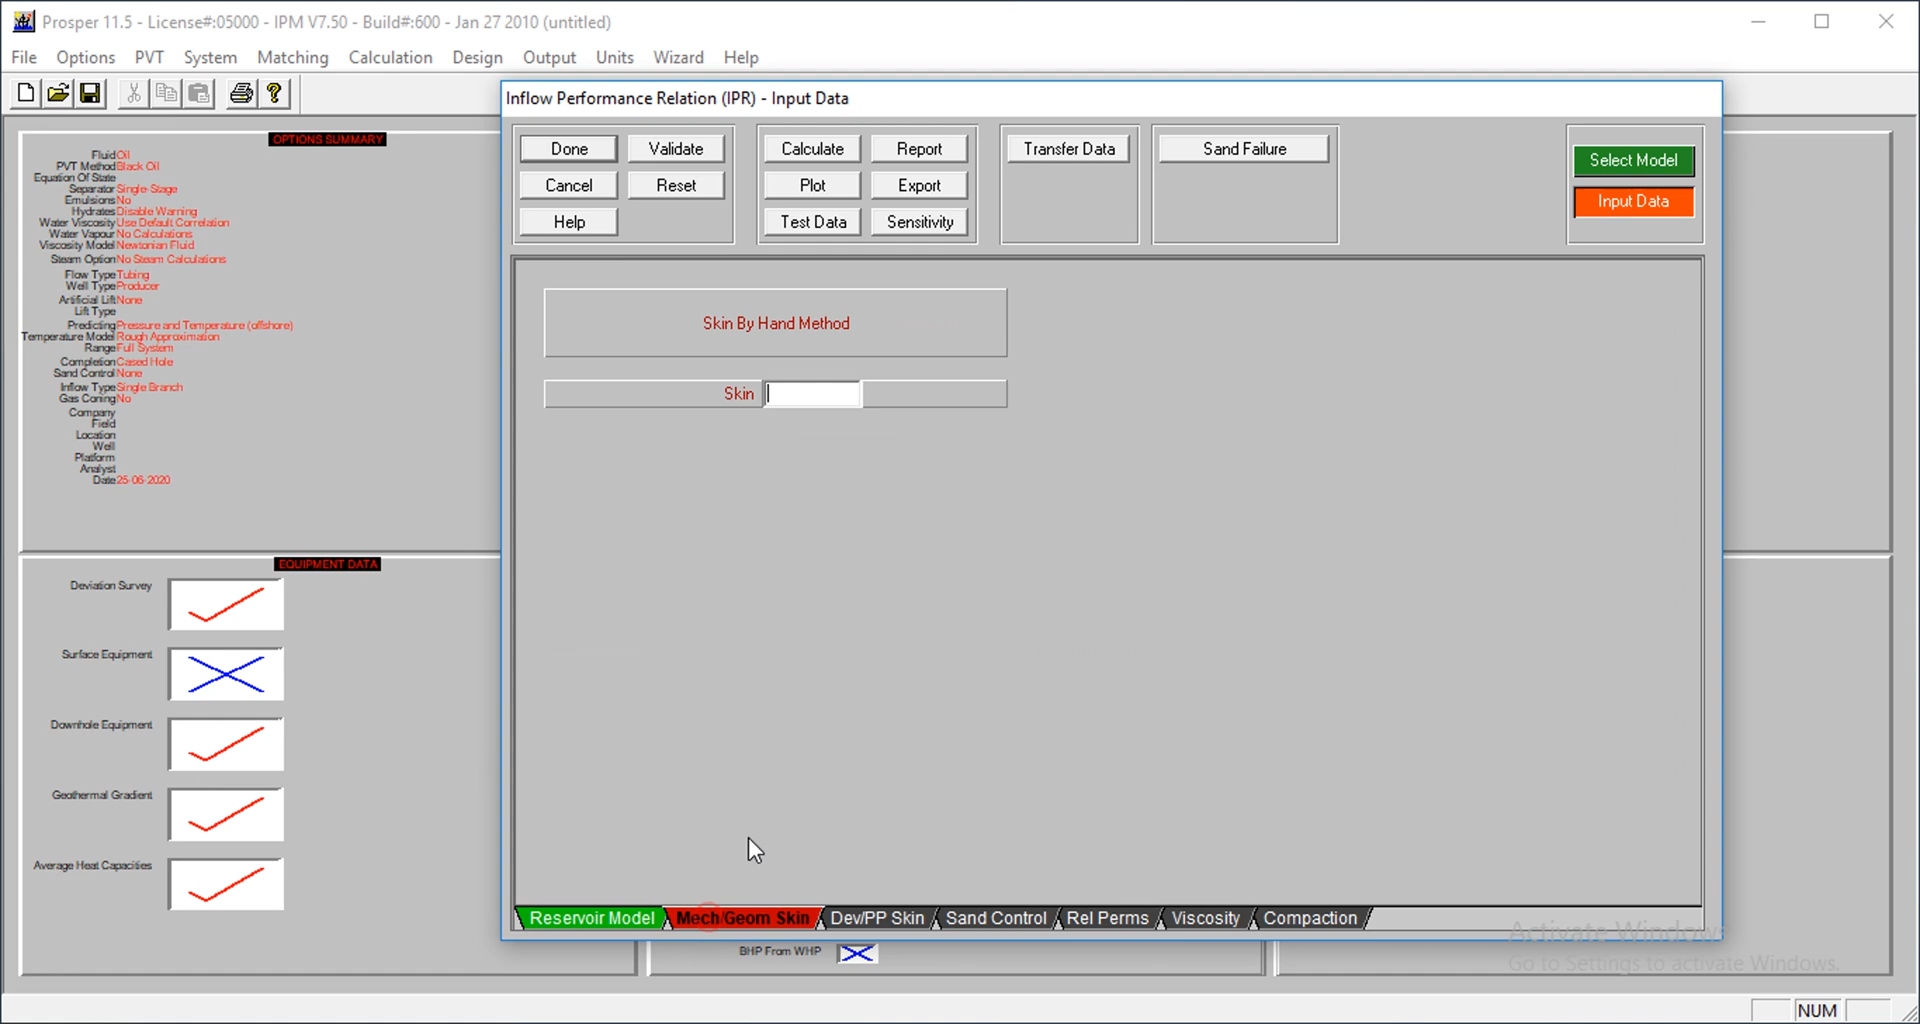 Prosper 11.5 - License#:05000 - IPM V7.50 - Build#:600 - Jan 27 2010 (untitled)
File Options PVT System Matching Calculation Design Output Units Wizard Help
OPTIONS SUMMARY
Fluid Oil
PVT Method Black Oil
Equation Of State
Separator Single-Stage
Emulsions No
Hydrates Disable Warning
Water Viscosity Use Default Correlation
Water Vapour No Calculations
Viscosity Model Newtonian Fluid
Steam Option No Steam Calculations
Flow Type Tubing
Well Type Producer
Artificial Lift None
Lift Type
Predicting Pressure and Temperature (offshore)
Temperature Model Rough Approximation
Range Full System
Completion Cased Hole
Sand Control None
Inflow Type Single Branch
Gas Coning No
Company
Field
Location
Well
Platform
Analyst
Date 25-06-2020
EQUIPMENT DATA
Deviation Survey
Surface Equipment
Downhole Equipment
Geothermal Gradient
Average Heat Capacities
Inflow Performance Relation (IPR) - Input Data
Done Validate Calculate Report Transfer Data Sand Failure Select Model
Cancel Reset Plot Export Input Data
Help Test Data Sensitivity
Skin By Hand Method
Skin
Reservoir Model Mech/Geom Skin Dev/PP Skin Sand Control Rel Perms Viscosity Compaction
BHP From WHP
Activate Windows
Go to Settings to activate Windows.
NUM